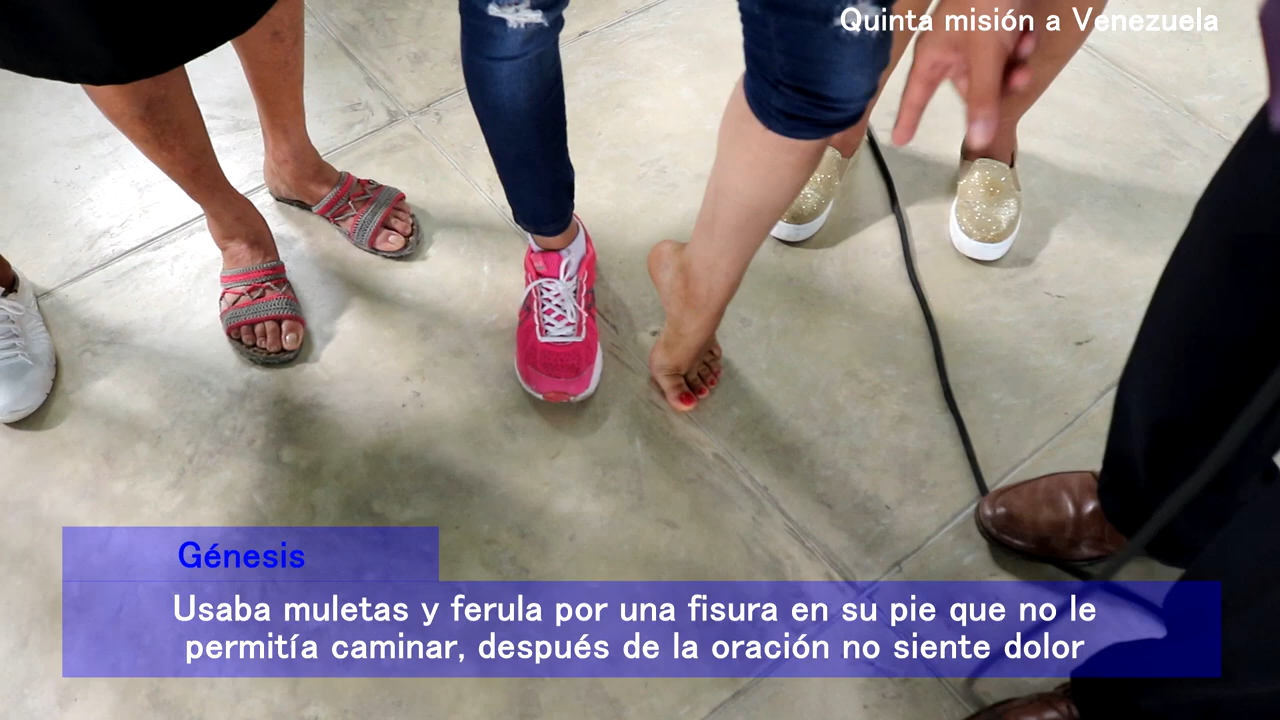 Quinta misión a Venezuela
Génesis
Usaba muletas y ferula por una fisura en su pie que no le
permitía caminar, después de la oración no siente dolor